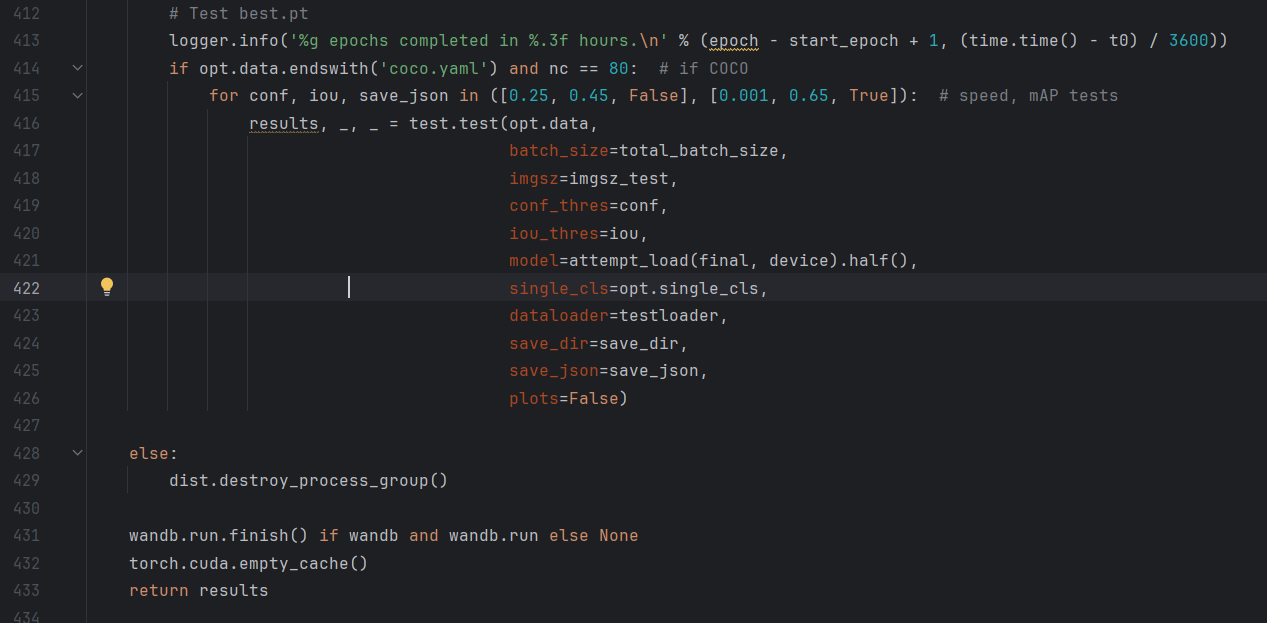 412 # Test best.pt
413 logger.info('%g epochs completed in %.3f hours.\n' % (epoch - start_epoch + 1, (time.time() - t0) / 3600))
414 if opt.data.endswith('coco.yaml') and nc == 80:  # if COCO
415 for conf, iou, save_json in ([0.25, 0.45, False], [0.001, 0.65, True]):  # speed, mAP tests
416 results, _, _ = test.test(opt.data,
417 batch_size=total_batch_size,
418 imgsz=imgsz_test,
419 conf_thres=conf,
420 iou_thres=iou,
421 model=attempt_load(final, device).half(),
422 single_cls=opt.single_cls,
423 dataloader=testloader,
424 save_dir=save_dir,
425 save_json=save_json,
426 plots=False)
427
428 else:
429 dist.destroy_process_group()
430
431 wandb.run.finish() if wandb and wandb.run else None
432 torch.cuda.empty_cache()
433 return results
434